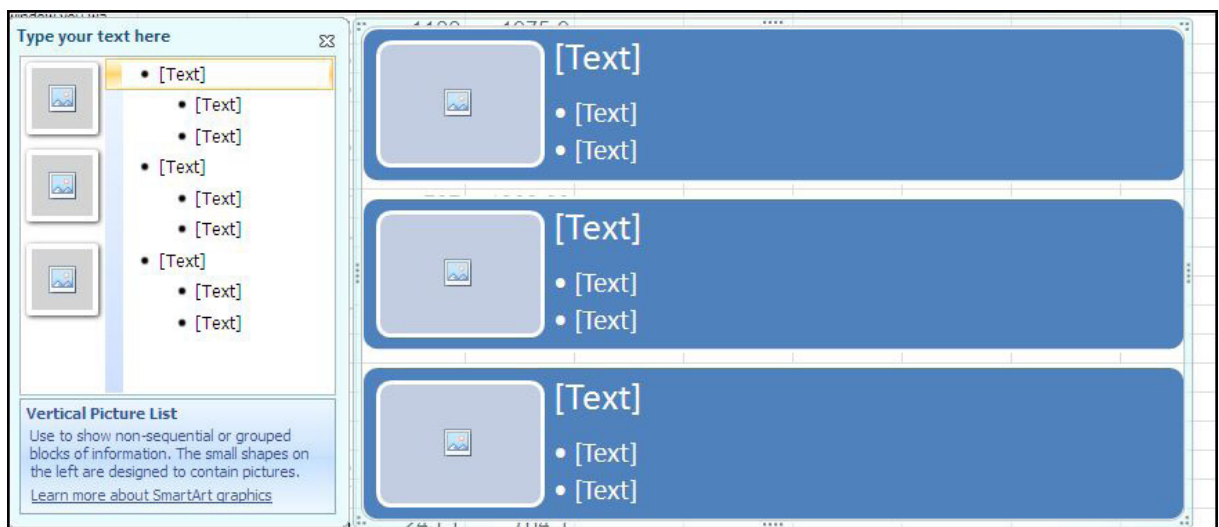 Type your text here
• [Text]
• [Text]
• [Text]
• [Text]
• [Text]
• [Text]
• [Text]
• [Text]
• [Text]
Vertical Picture List
Use to show non-sequential or grouped
blocks of information. The small shapes on
the left are designed to contain pictures.
Learn more about SmartArt graphics
[Text]
• [Text]
• [Text]
[Text]
• [Text]
• [Text]
[Text]
• [Text]
• [Text]